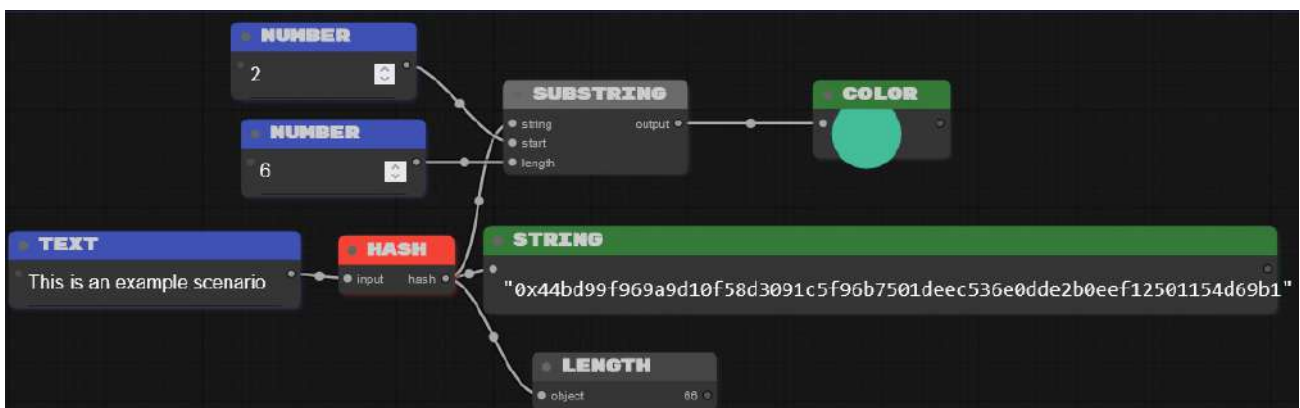 NUMBER
2
NUMBER
6
SUBSTRING
string
output
start
length
COLOR
TEXT
This is an example scenario
HASH
input
hash
STRING
"0x44bd99f969a9d10f58d3091c5f96b7501deec536e0dde2b0eef12501154d69b1"
LENGTH
object
66